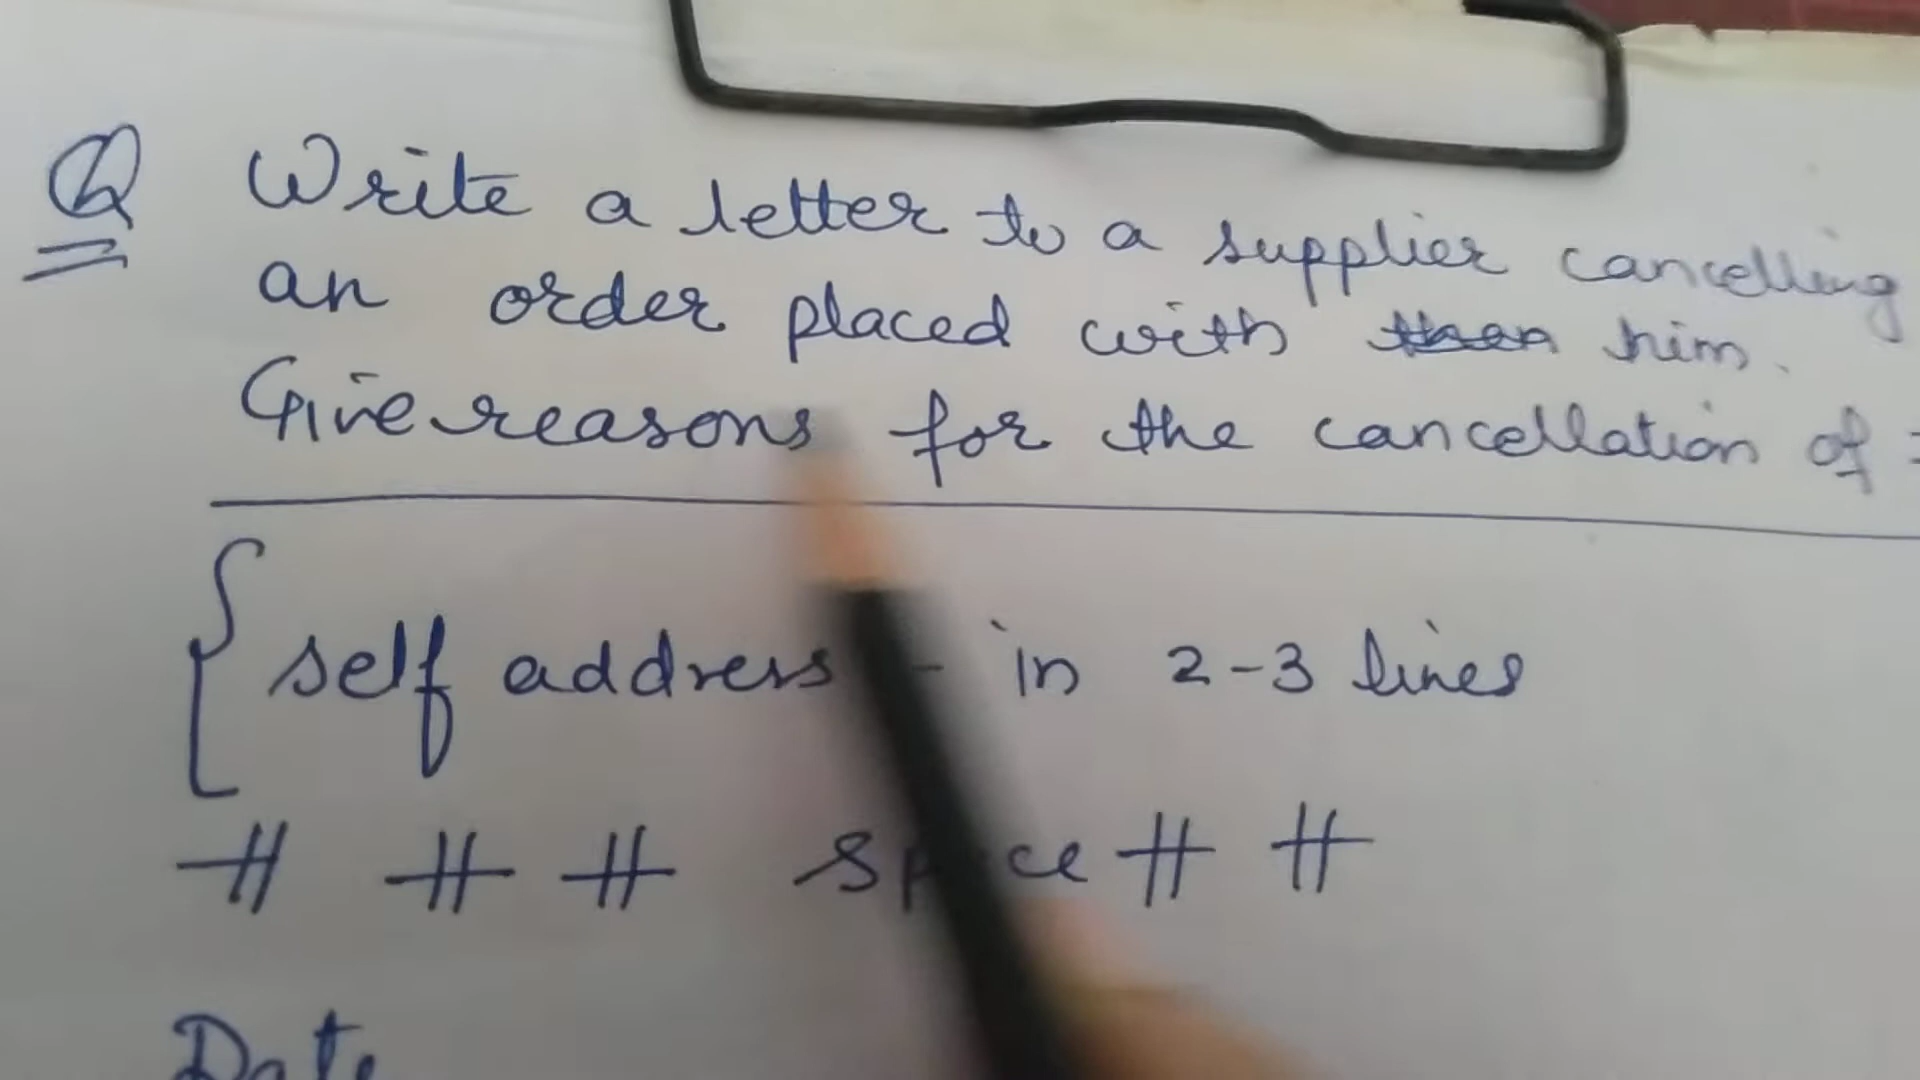 Q Write a letter to a supplier cancelling
an order placed with him.
Give reasons for the cancellation of
self address - in 2-3 lines
# # # space # #
Date